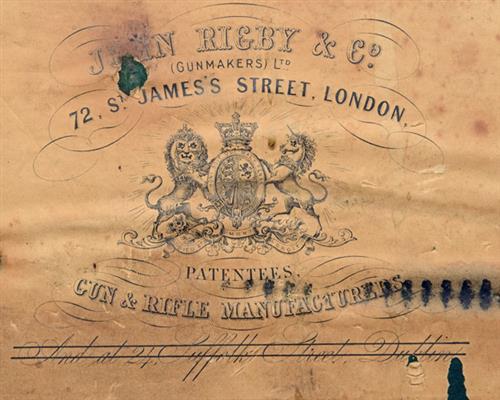 JOHN RIGBY & Co.
(GUNMAKERS) LTD
72, ST. JAMES'S STREET, LONDON,
PATENTEES.
GUN & RIFLE MANUFACTURERS
And at 24, Suffolk Street, Dublin